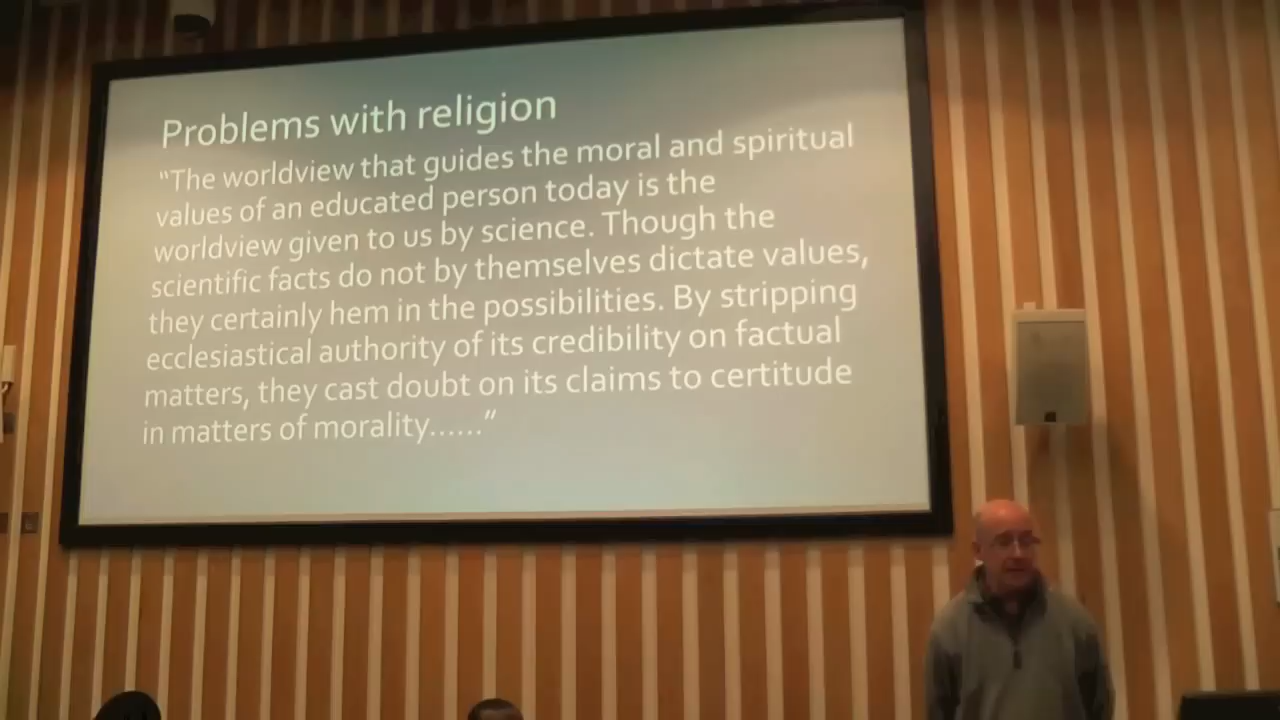 Problems with religion
“The worldview that guides the moral and spiritual
values of an educated person today is the
worldview given to us by science. Though the
scientific facts do not by themselves dictate values,
they certainly hem in the possibilities. By stripping
ecclesiastical authority of its credibility on factual
matters, they cast doubt on its claims to certitude
in matters of morality……”